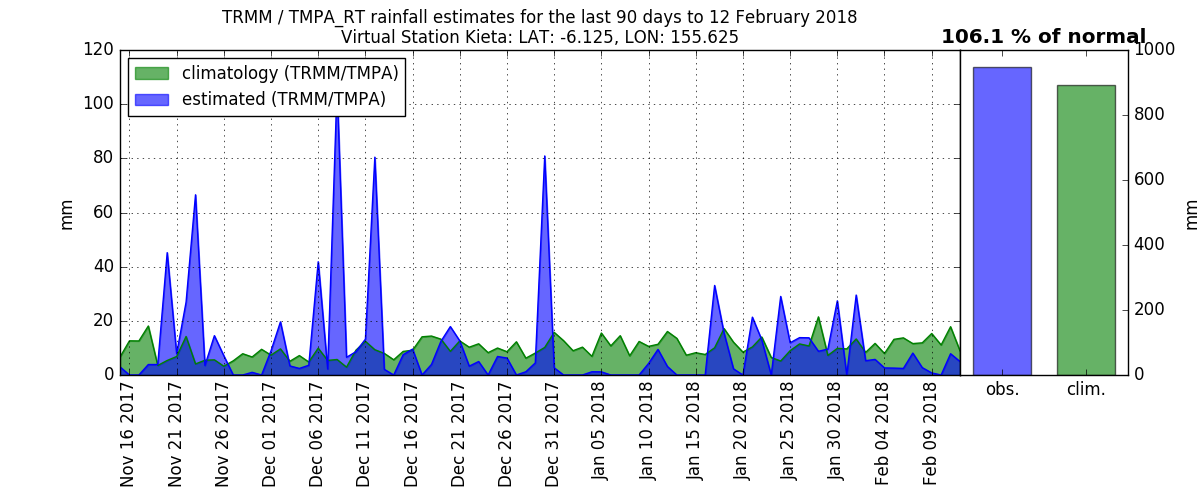 TRMM / TMPA_RT rainfall estimates for the last 90 days to 12 February 2018
Virtual Station Kieta: LAT: -6.125, LON: 155.625
106.1 % of normal
climatology (TRMM/TMPA)
estimated (TRMM/TMPA)
120
100
80
60
40
20
0
mm
Nov 16 2017
Nov 21 2017
Nov 26 2017
Dec 01 2017
Dec 06 2017
Dec 11 2017
Dec 16 2017
Dec 21 2017
Dec 26 2017
Dec 31 2017
Jan 05 2018
Jan 10 2018
Jan 15 2018
Jan 20 2018
Jan 25 2018
Jan 30 2018
Feb 04 2018
Feb 09 2018
obs.
clim.
1000
800
600
400
200
0
mm